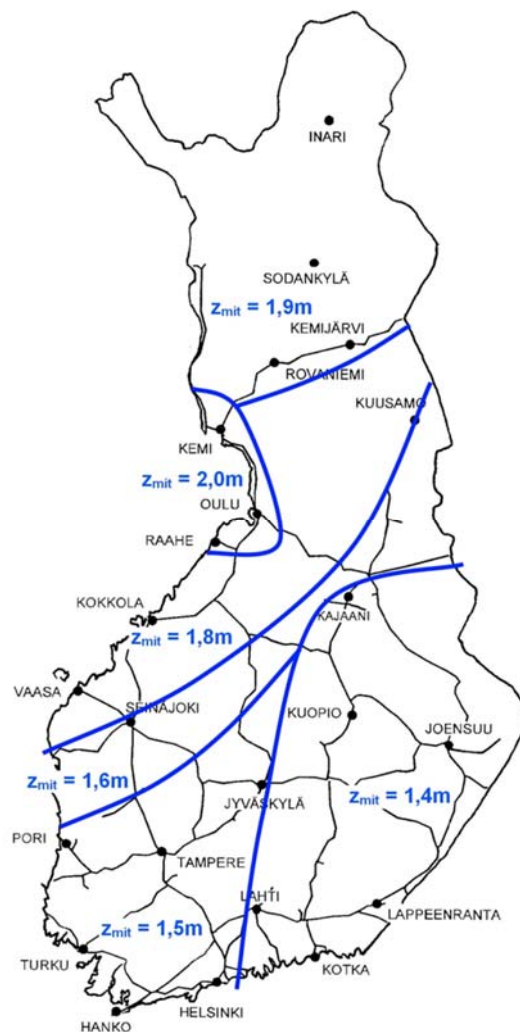 INARI
SODANKYLÄ
zmit = 1,9m
KEMIJÄRVI
ROVANIEMI
KUUSAMO
KEMI
zmit = 2,0m
OULU
RAAHE
KOKKOLA
KAJAANI
zmit = 1,8m
VAASA
SEINÄJOKI
KUOPIO
JOENSUU
zmit = 1,6m
JYVÄSKYLÄ
zmit = 1,4m
PORI
TAMPERE
LAHTI
LAPPEENRANTA
zmit = 1,5m
TURKU
KOTKA
HELSINKI
HANKO